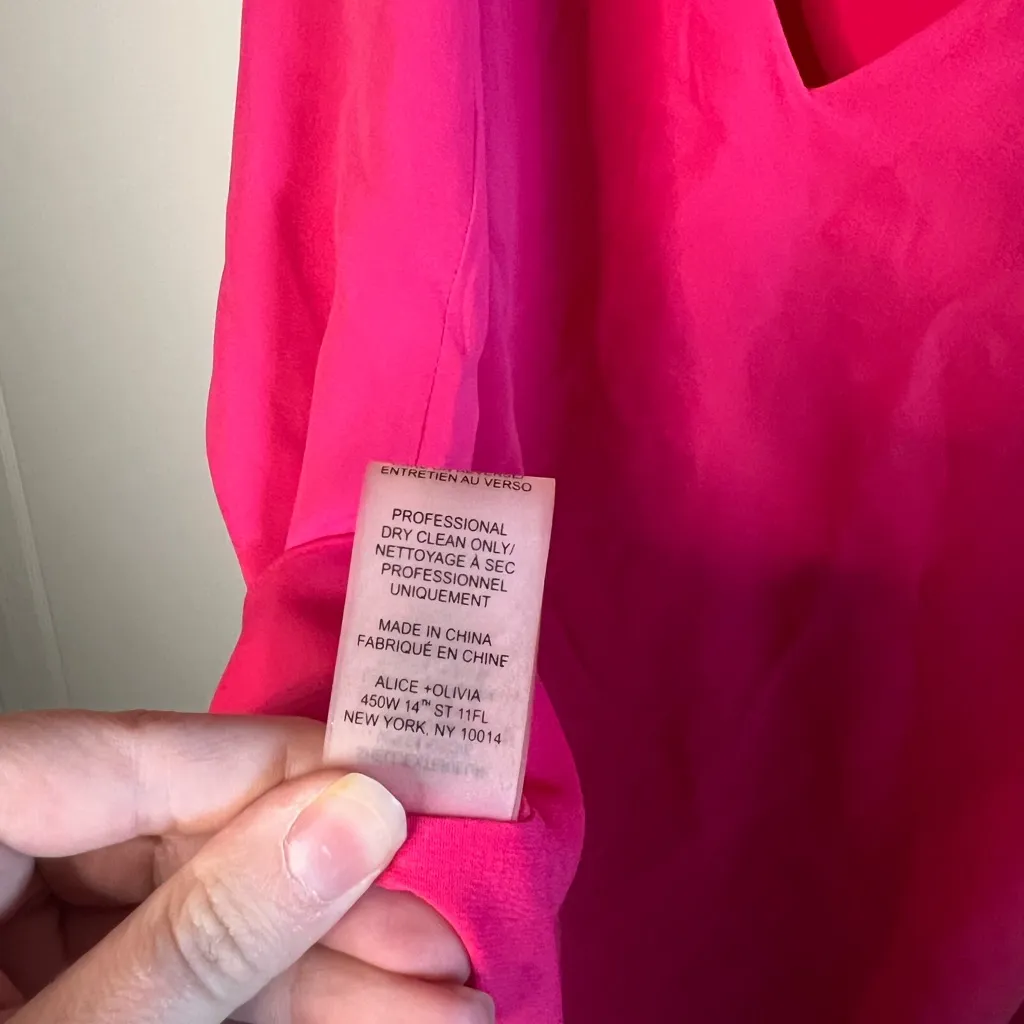 ENTRETIEN AU VERSO
PROFESSIONAL
DRY CLEAN ONLY/
NETTOYAGE À SEC
PROFESSIONNEL
UNIQUEMENT
MADE IN CHINA
FABRIQUÉ EN CHINE
ALICE +OLIVIA
450W 14TH ST 11FL
NEW YORK, NY 10014